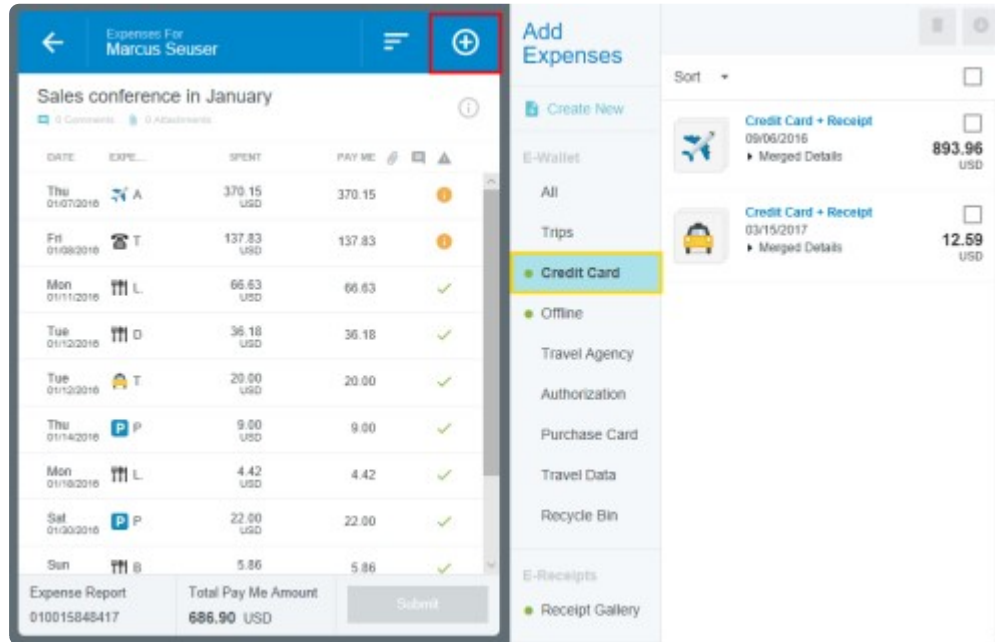 Expenses For
Marcus Seuser
Sales conference in January
0 Comments 0 Attachments
DATE EXPE... SPENT PAY ME
Thu 01/07/2016 A 370.15 USD 370.15
Fri 01/08/2016 T 137.83 USD 137.83
Mon 01/11/2016 L. 66.63 USD 66.63
Tue 01/12/2016 D 36.18 USD 36.18
Tue 01/12/2016 T 20.00 USD 20.00
Thu 01/14/2016 P P 9.00 USD 9.00
Mon 01/18/2016 L. 4.42 USD 4.42
Sat 01/30/2016 P P 22.00 USD 22.00
Sun B 5.86 5.86
Expense Report
010015848417
Total Pay Me Amount
686.90 USD
Submit
Add
Expenses
Create New
E-Wallet
All
Trips
Credit Card
Offline
Travel Agency
Authorization
Purchase Card
Travel Data
Recycle Bin
E-Receipts
Receipt Gallery
Sort
Credit Card + Receipt
09/06/2016
Merged Details
893.96
USD
Credit Card + Receipt
03/15/2017
Merged Details
12.59
USD